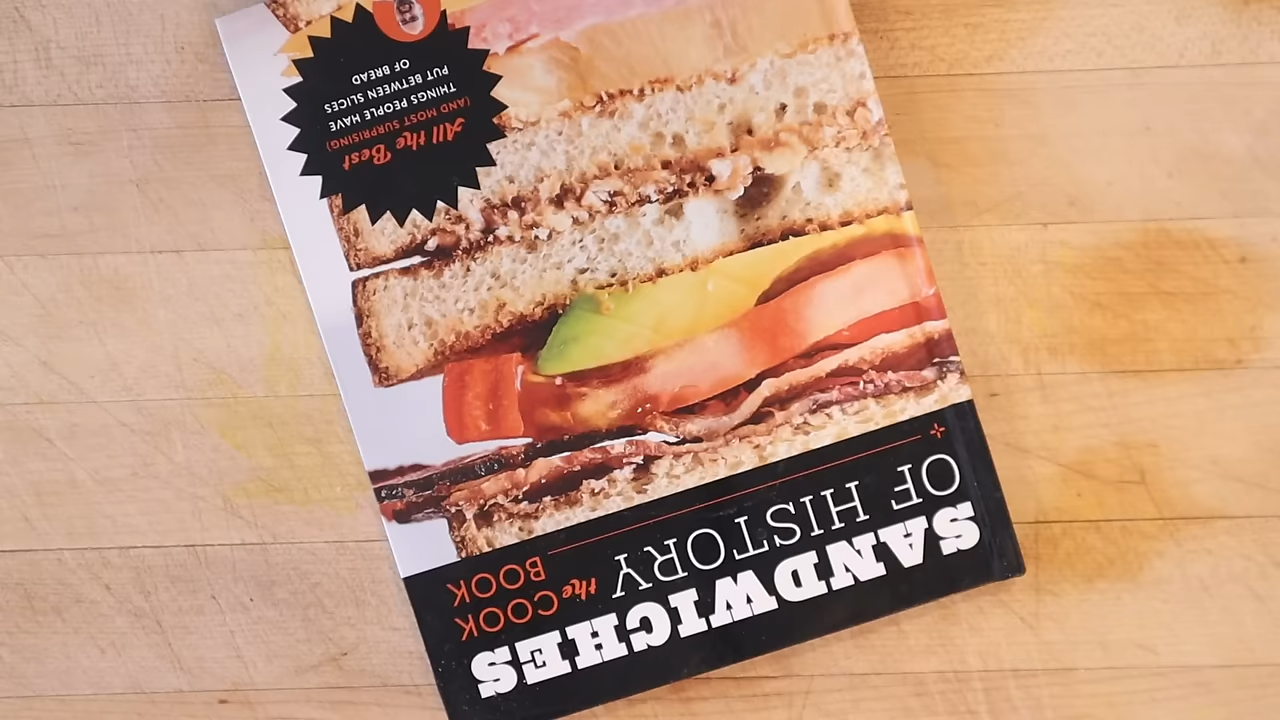 SANDWICHES
OF HISTORY
the COOK
BOOK
All the Best
(AND MOST SURPRISING)
THINGS PEOPLE HAVE
PUT BETWEEN SLICES
OF BREAD